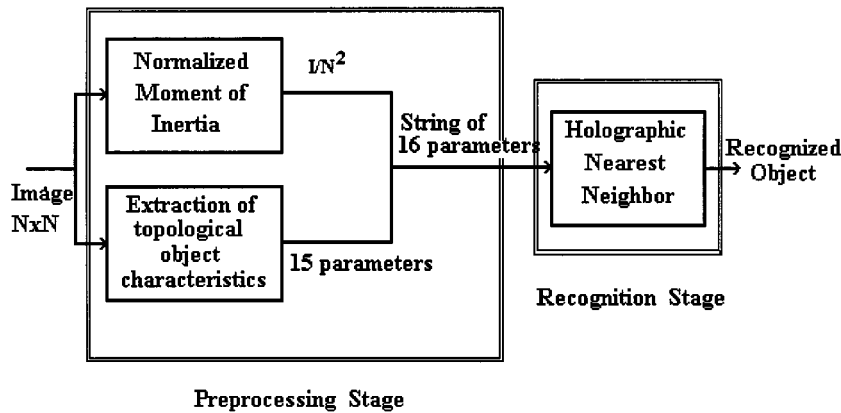 Normalized
Moment of
Inertia
I/N²
String of
16 parameters
Holographic
Nearest
Neighbor
Recognized
Object
Image
NxN
Extraction of
topological
object
characteristics
15 parameters
Recognition Stage
Preprocessing Stage